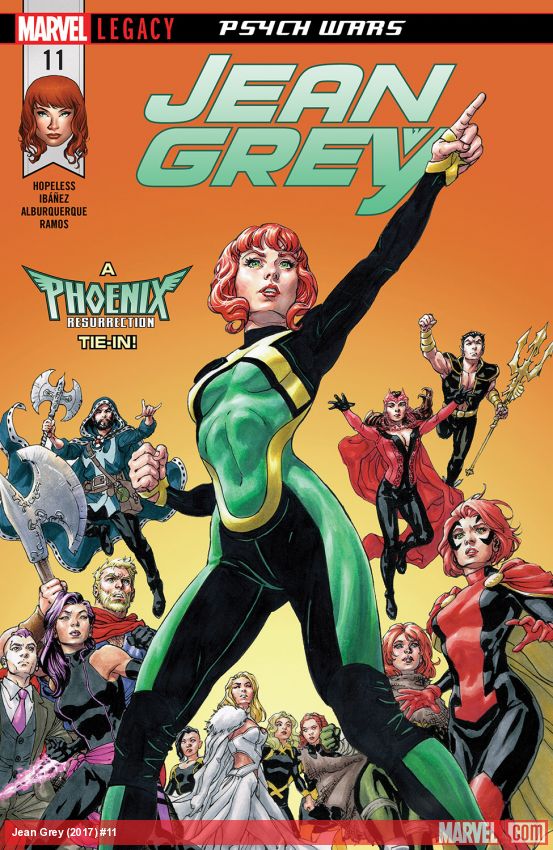 MARVEL LEGACY PSYCH WARS
11
JEAN
GREY
HOPELESS
IBÁÑEZ
ALBURQUERQUE
RAMOS
A
PHOENIX
RESURRECTION
TIE-IN!
Jean Grey (2017) #11
MARVEL.com